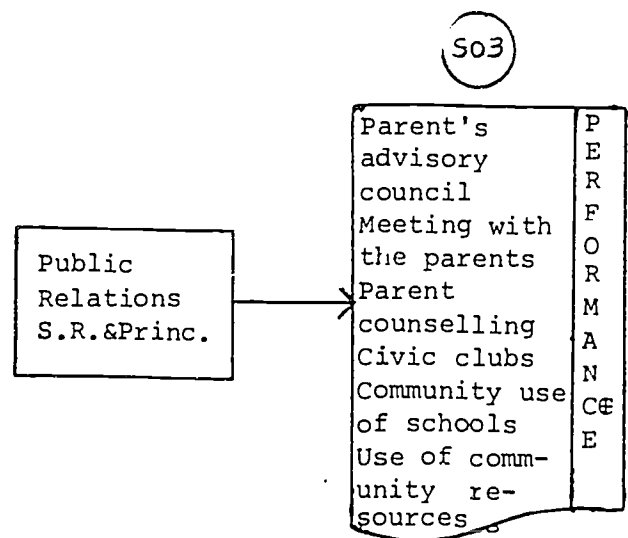 So3
Public
Relations
S.R.&Princ.
Parent's
advisory
council
Meeting with
the parents
Parent
counselling
Civic clubs
Community use
of schools
Use of comm-
unity re-
sources
P
E
R
F
O
R
M
A
N
C
E